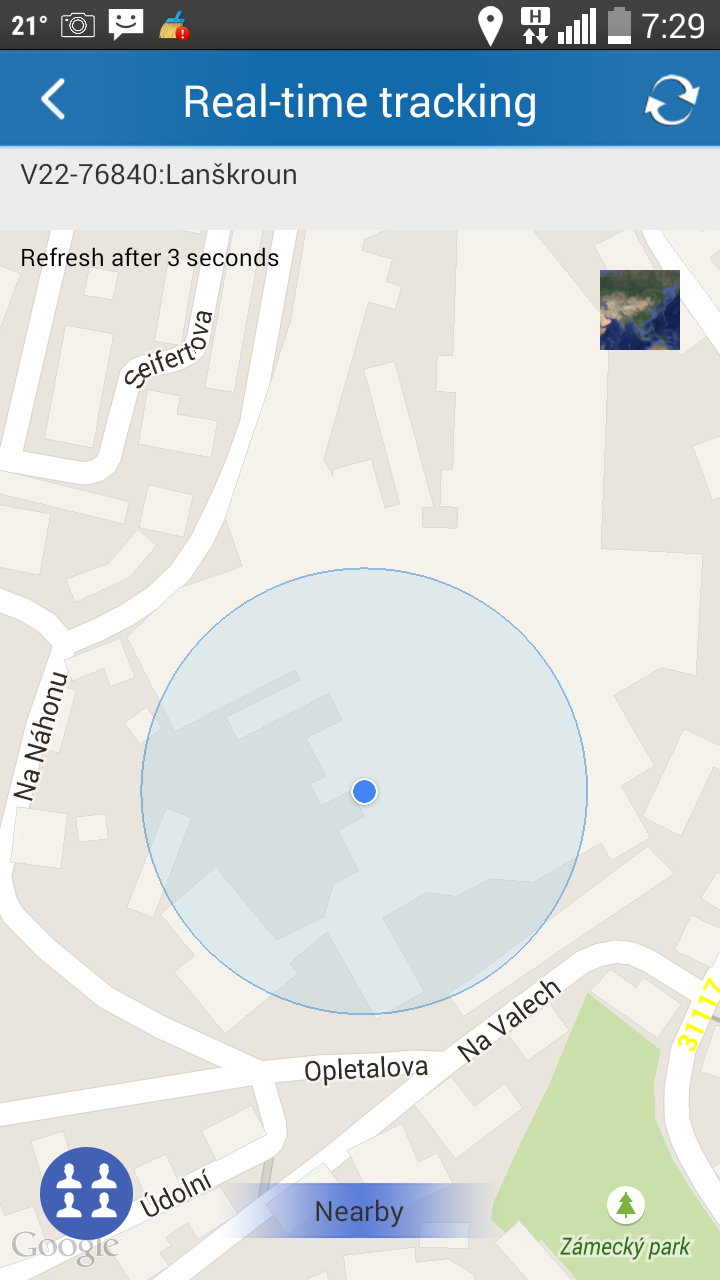 21°
H
7:29
Real-time tracking
V22-76840:Lanškroun
Refresh after 3 seconds
Seifertova
Na Náhonu
Na Valech
31117
Opletalova
Údolní
Nearby
Google
Zámecký park